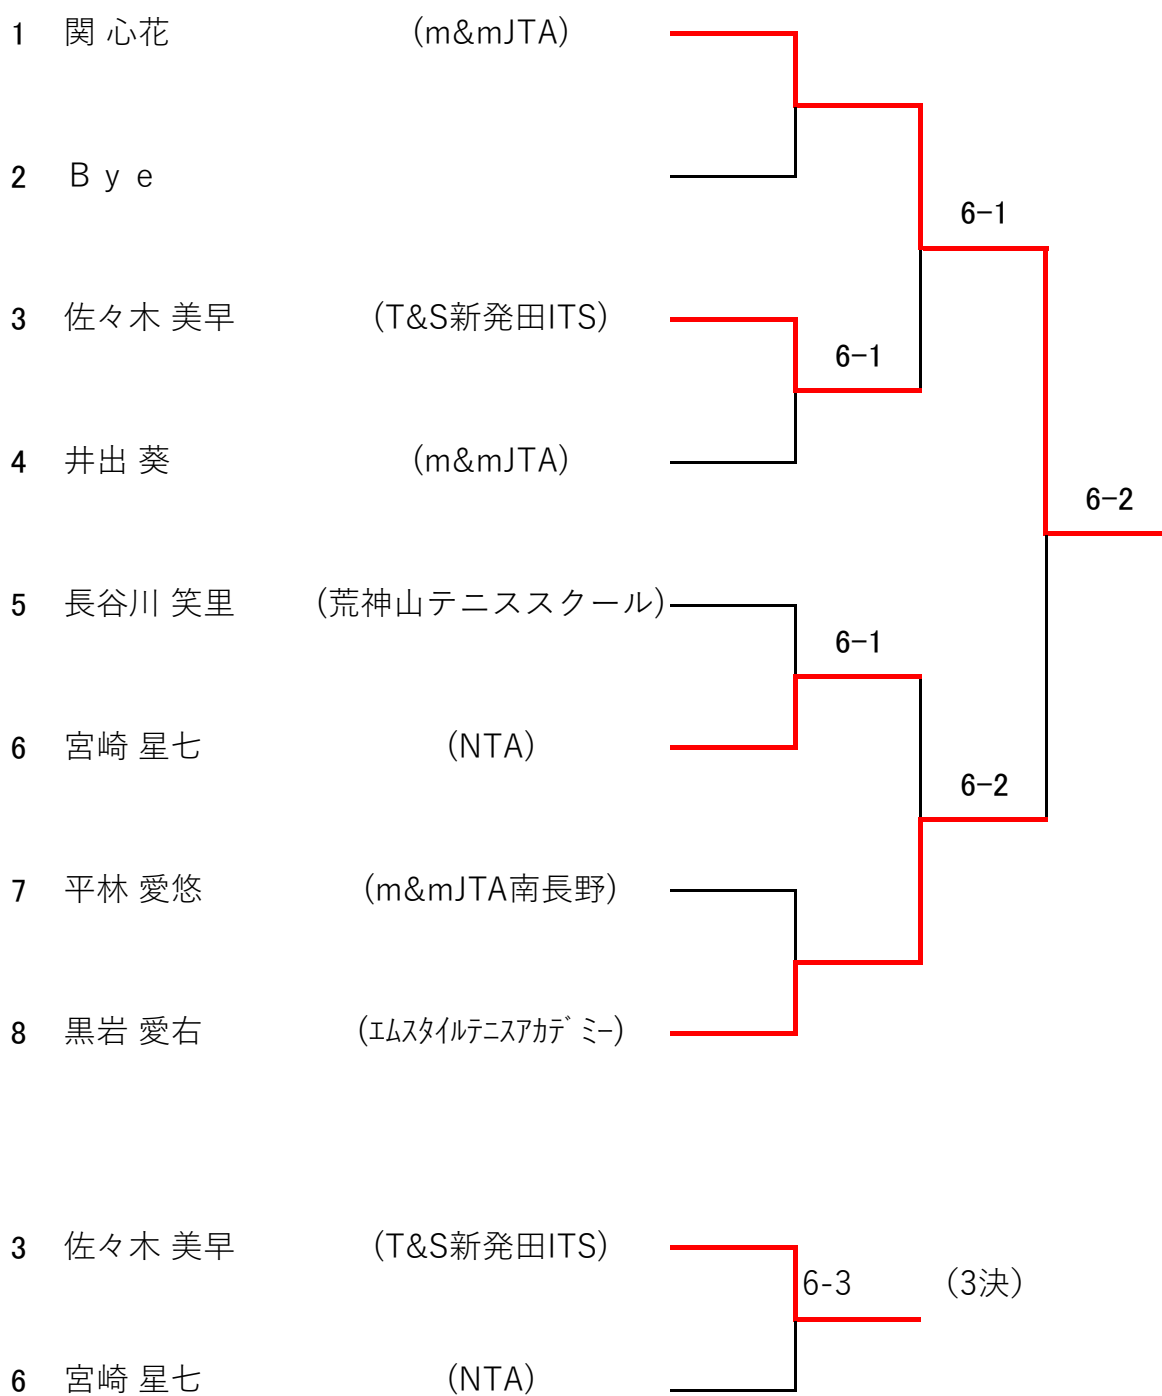 1 関 心花 (m&mJTA)
2 Ｂｙｅ
6-1
3 佐々木 美早 (T&S新発田ITS)
6-1
4 井出 葵 (m&mJTA)
6-2
5 長谷川 笑里 (荒神山テニススクール)
6-1
6 宮崎 星七 (NTA)
6-2
7 平林 愛悠 (m&mJTA南長野)
8 黒岩 愛右 (ｴﾑｽﾀｲﾙﾃﾆｽｱｶﾃﾞﾐｰ)
3 佐々木 美早 (T&S新発田ITS)
6-3 （3決）
6 宮崎 星七 (NTA)